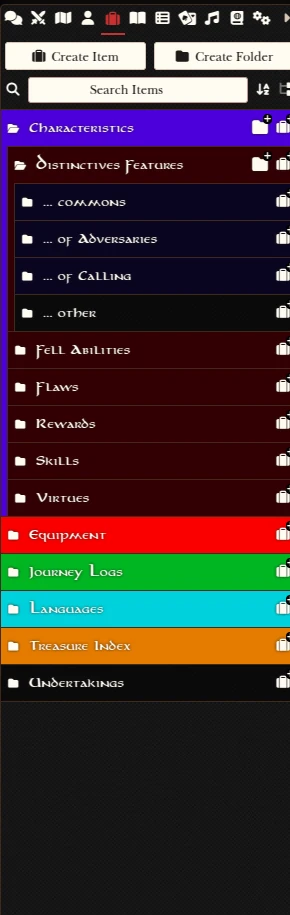 Create Item
Create Folder
Search Items
Characteristics
Distinctives Features
... commons
... of Adversaries
... of Calling
... other
Fell Abilities
Flaws
Rewards
Skills
Virtues
Equipment
Journey Logs
Languages
Treasure Index
Undertakings